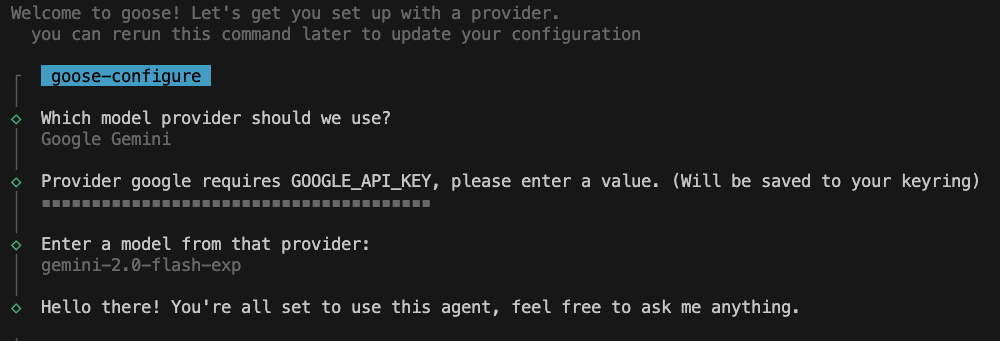 Welcome to goose! Let's get you set up with a provider.
you can rerun this command later to update your configuration
goose-configure
Which model provider should we use?
Google Gemini
Provider google requires GOOGLE_API_KEY, please enter a value. (Will be saved to your keyring)
Enter a model from that provider:
gemini-2.0-flash-exp
Hello there! You're all set to use this agent, feel free to ask me anything.